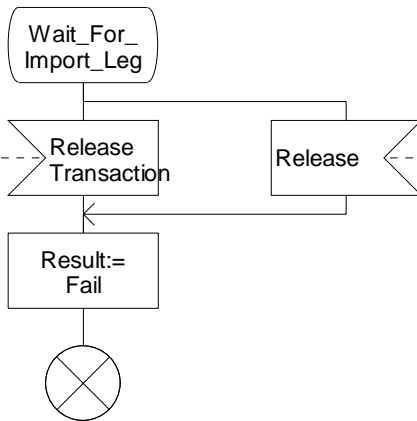 Wait_For_
Import_Leg
Release
Transaction
Release
Result:=
Fail